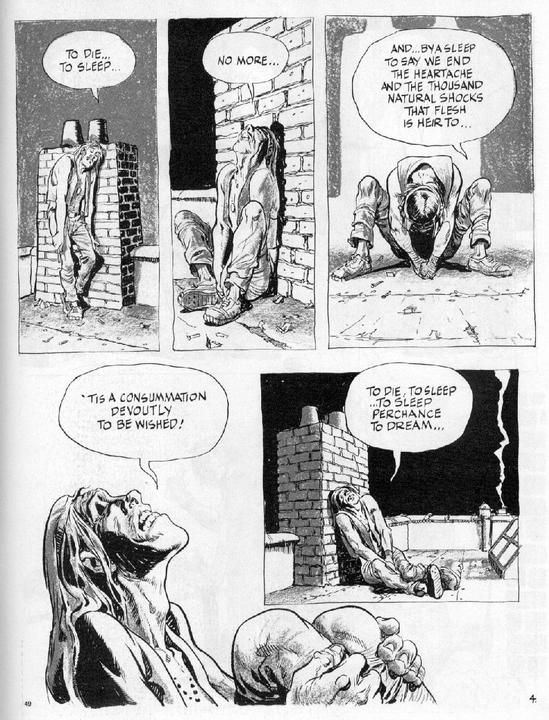 TO DIE...
TO SLEEP...
NO MORE...
AND...BY A SLEEP
TO SAY WE END
THE HEARTACHE
AND THE THOUSAND
NATURAL SHOCKS
THAT FLESH
IS HEIR TO...
'TIS A CONSUMMATION
DEVOUTLY
TO BE WISHED!
TO DIE, TO SLEEP
...TO SLEEP
PERCHANCE
TO DREAM...
49
4